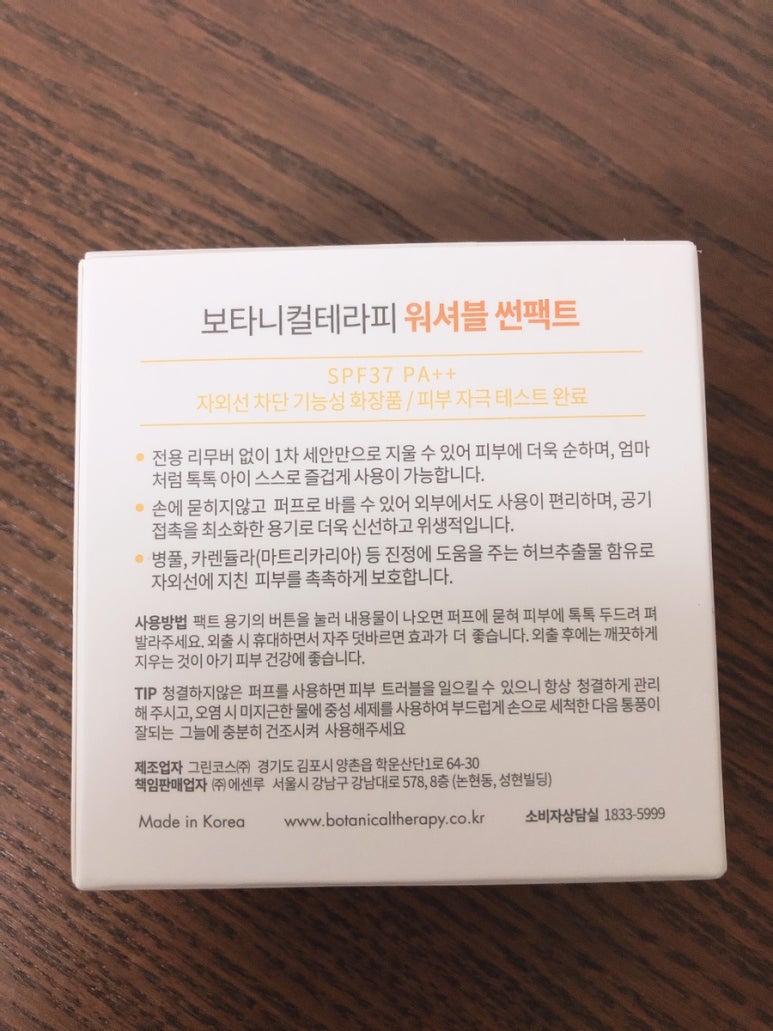 보타니컬테라피 워셔블 썬팩트
SPF37 PA++
자외선 차단 기능성 화장품 / 피부 자극 테스트 완료
• 전용 리무버 없이 1차 세안만으로 지울 수 있어 피부에 더욱 순하며, 엄마
처럼 톡톡 아이 스스로 즐겁게 사용이 가능합니다.
• 손에 묻히지않고 퍼프로 바를 수 있어 외부에서도 사용이 편리하며, 공기
접촉을 최소화한 용기로 더욱 신선하고 위생적입니다.
• 병풀, 카렌듈라(마트리카리아) 등 진정에 도움을 주는 허브추출물 함유로
자외선에 지친 피부를 촉촉하게 보호합니다.
사용방법 팩트 용기의 버튼을 눌러 내용물이 나오면 퍼프에 묻혀 피부에 톡톡 두드려 펴
발라주세요. 외출 시 휴대하면서 자주 덧바르면 효과가 더 좋습니다. 외출 후에는 깨끗하게
지우는 것이 아기 피부 건강에 좋습니다.
TIP 청결하지않은 퍼프를 사용하면 피부 트러블을 일으킬 수 있으니 항상 청결하게 관리
해 주시고, 오염 시 미지근한 물에 중성 세제를 사용하여 부드럽게 손으로 세척한 다음 통풍이
잘되는 그늘에 충분히 건조시켜 사용해주세요
제조업자 그린코스㈜ 경기도 김포시 양촌읍 학운산단1로 64-30
책임판매업자 ㈜에센루 서울시 강남구 강남대로 578, 8층 (논현동, 성현빌딩)
Made in Korea www.botanicaltherapy.co.kr 소비자상담실 1833-5999